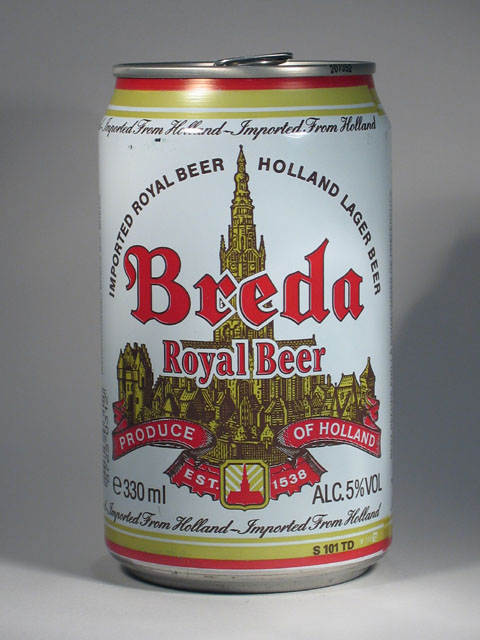 Imported From Holland~Imported From Holland
IMPORTED ROYAL BEER HOLLAND LAGER BEER
Breda
Royal Beer
PRODUCE OF HOLLAND
EST. 1538
e 330 ml ALC. 5% VOL
Imported From Holland~Imported From Holland
S 101 TD